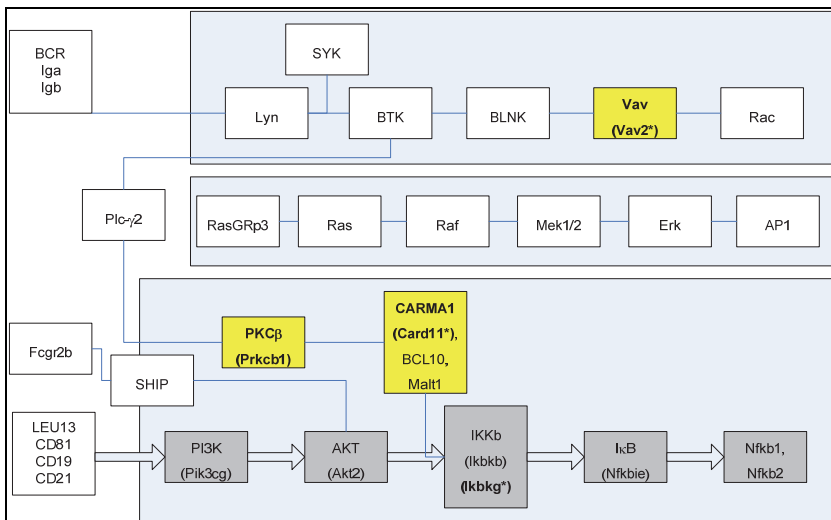 BCR
Iga
Igb
SYK
Lyn
BTK
BLNK
Vav
(Vav2*)
Rac
Plc-γ2
RasGRp3
Ras
Raf
Mek1/2
Erk
AP1
PKCβ
(Prkcb1)
CARMA1
(Card11*),
BCL10,
Malt1
Fcgr2b
SHIP
LEU13
CD81
CD19
CD21
PI3K
(Pik3cg)
AKT
(Akt2)
IKKb
(Ikbkb)
(Ikbkg*)
IκB
(Nfkbie)
Nfkb1,
Nfkb2